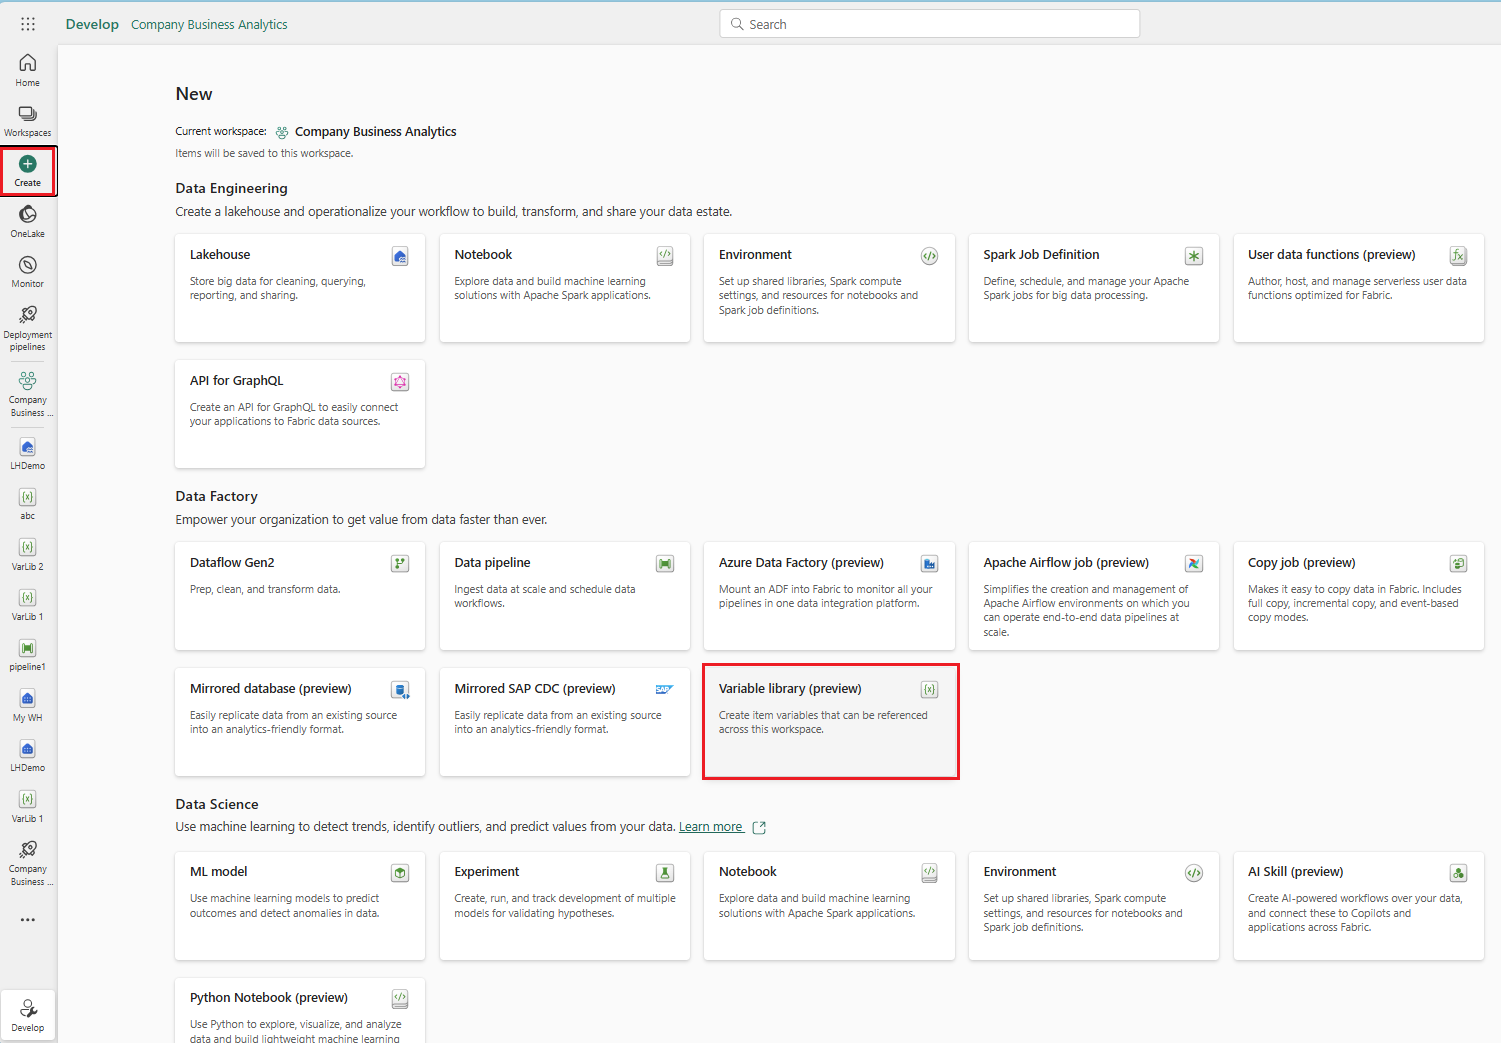 Develop Company Business Analytics
Search
Home
Workspaces
Create
OneLake
Monitor
Deployment
pipelines
Company
Business ...
LHDemo
{x}
abc
{x}
VarLib 2
{x}
VarLib 1
pipeline1
My WH
LHDemo
{x}
VarLib 1
Company
Business ...
Develop
New
Current workspace: Company Business Analytics
Items will be saved to this workspace.
Data Engineering
Create a lakehouse and operationalize your workflow to build, transform, and share your data estate.
Lakehouse
Store big data for cleaning, querying,
reporting, and sharing.
Notebook
Explore data and build machine learning
solutions with Apache Spark applications.
Environment
Set up shared libraries, Spark compute
settings, and resources for notebooks and
Spark job definitions.
Spark Job Definition
Define, schedule, and manage your Apache
Spark jobs for big data processing.
User data functions (preview)
Author, host, and manage serverless user data
functions optimized for Fabric.
API for GraphQL
Create an API for GraphQL to easily connect
your applications to Fabric data sources.
Data Factory
Empower your organization to get value from data faster than ever.
Dataflow Gen2
Prep, clean, and transform data.
Data pipeline
Ingest data at scale and schedule data
workflows.
Azure Data Factory (preview)
Mount an ADF into Fabric to monitor all your
pipelines in one data integration platform.
Apache Airflow job (preview)
Simplifies the creation and management of
Apache Airflow environments on which you
can operate end-to-end data pipelines at
scale.
Copy job (preview)
Makes it easy to copy data in Fabric. Includes
full copy, incremental copy, and event-based
copy modes.
Mirrored database (preview)
Easily replicate data from an existing source
into an analytics-friendly format.
Mirrored SAP CDC (preview)
SAP
Easily replicate data from an existing source
into an analytics-friendly format.
Variable library (preview)
{x}
Create item variables that can be referenced
across this workspace.
Data Science
Use machine learning to detect trends, identify outliers, and predict values from your data. Learn more
ML model
Use machine learning models to predict
outcomes and detect anomalies in data.
Experiment
Create, run, and track development of multiple
models for validating hypotheses.
Notebook
Explore data and build machine learning
solutions with Apache Spark applications.
Environment
Set up shared libraries, Spark compute
settings, and resources for notebooks and
Spark job definitions.
AI Skill (preview)
Create AI-powered workflows over your data,
and connect these to Copilots and
applications across Fabric.
Python Notebook (preview)
Use Python to explore, visualize, and analyze
data and build lightweight machine learning